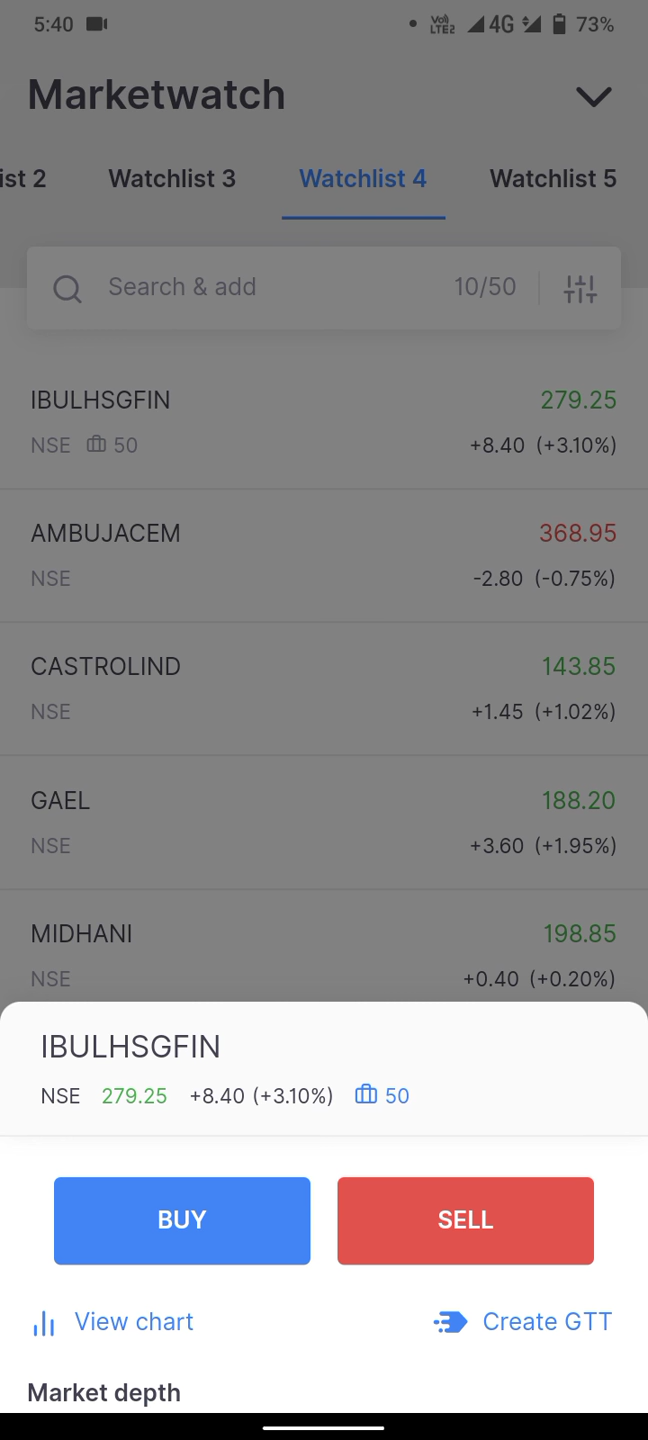 5:40 Vo) LTE2 4G 73%
Marketwatch
ist 2 Watchlist 3 Watchlist 4 Watchlist 5
Search & add 10/50
IBULHSGFIN 279.25
NSE 50 +8.40 (+3.10%)
AMBUJACEM 368.95
NSE -2.80 (-0.75%)
CASTROLIND 143.85
NSE +1.45 (+1.02%)
GAEL 188.20
NSE +3.60 (+1.95%)
MIDHANI 198.85
NSE +0.40 (+0.20%)
IBULHSGFIN
NSE 279.25 +8.40 (+3.10%) 50
BUY SELL
View chart Create GTT
Market depth